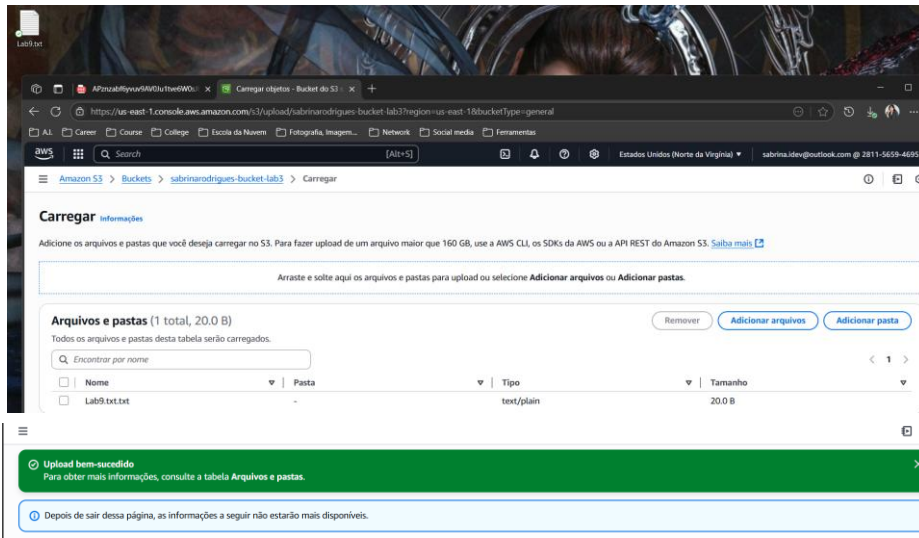 Lab9.txt
Carregar objetos - Bucket do S3
https://us-east-1.console.aws.amazon.com/s3/upload/sabrinarodrigues-bucket-lab3?region=us-east-1&bucketType=general
A.I. Career Course College Escola da Nuvem Fotografia, Imagem... Network Social media Ferramentas
aws Search [Alt+S] Estados Unidos (Norte da Virgínia) sabrina.idev@outlook.com @ 2811-5659-4695
Amazon S3 > Buckets > sabrinarodrigues-bucket-lab3 > Carregar
Carregar Informações
Adicione os arquivos e pastas que você deseja carregar no S3. Para fazer upload de um arquivo maior que 160 GB, use a AWS CLI, os SDKs da AWS ou a API REST do Amazon S3. Saiba mais
Arraste e solte aqui os arquivos e pastas para upload ou selecione Adicionar arquivos ou Adicionar pastas.
Arquivos e pastas (1 total, 20.0 B) Remover Adicionar arquivos Adicionar pasta
Todos os arquivos e pastas desta tabela serão carregados.
Encontrar por nome < 1 >
Nome Pasta Tipo Tamanho
Lab9.txt.txt - text/plain 20.0 B
Upload bem-sucedido
Para obter mais informações, consulte a tabela Arquivos e pastas.
Depois de sair dessa página, as informações a seguir não estarão mais disponíveis.